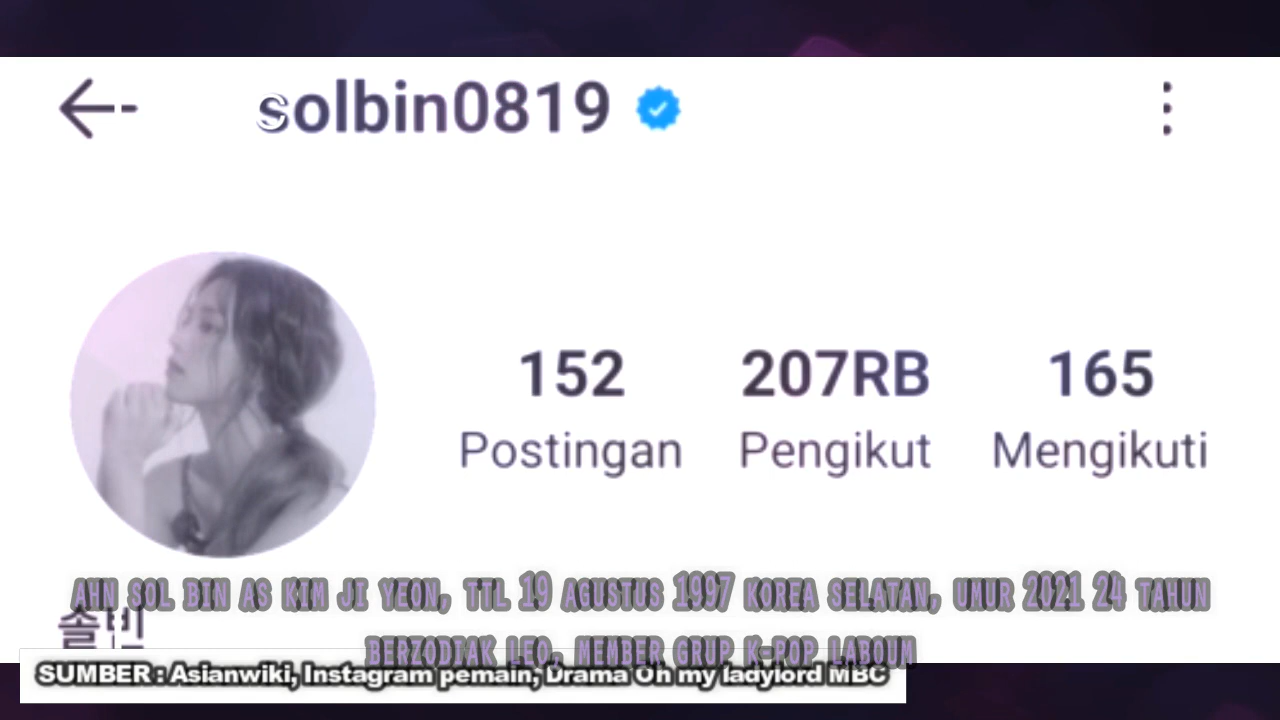 solbin0819
152 207RB 165
Postingan Pengikut Mengikuti
AHN SOL BIN AS KIM JI YEON, TTL 19 AGUSTUS 1997 KOREA SELATAN, UMUR 2021 24 TAHUN
솔빈
BERZODIAK LEO, MEMBER GRUP K-POP LABOUM
SUMBER : Asianwiki, Instagram pemain, Drama Oh my ladylord MBC